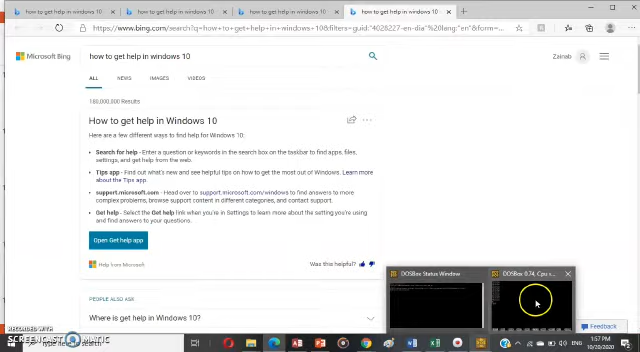 how to get help in windows 10
how to get help in windows 10
how to get help in windows 10
how to get help in windows 10
Microsoft Bing
how to get help in windows 10
Zainab
ALL
NEWS
IMAGES
VIDEOS
180,000,000 Results
How to get help in Windows 10
Here are a few different ways to find help for Windows 10:
Search for help - Enter a question or keywords in the search box on the taskbar to find apps, files,
settings, and get help from the web.
Tips app - Find out what's new and see helpful tips on how to get the most out of Windows. Learn more
about the Tips app.
support.microsoft.com - Head over to support.microsoft.com/windows to find answers to more
complex problems, browse support content in different categories, and contact support.
Get help - Select the Get help link when you're in Settings to learn more about the setting you're using
and find answers to your questions.
Open Get help app
Help from Microsoft
Was this helpful?
DOSBox Status Window
DOSBox 0.74, Cpu s...
PEOPLE ALSO ASK
Where is get help in Windows 10?
Feedback
RECORDED WITH
SCREENCAST MATIC
Type here to search
ENG
1:57 PM
10/20/2020